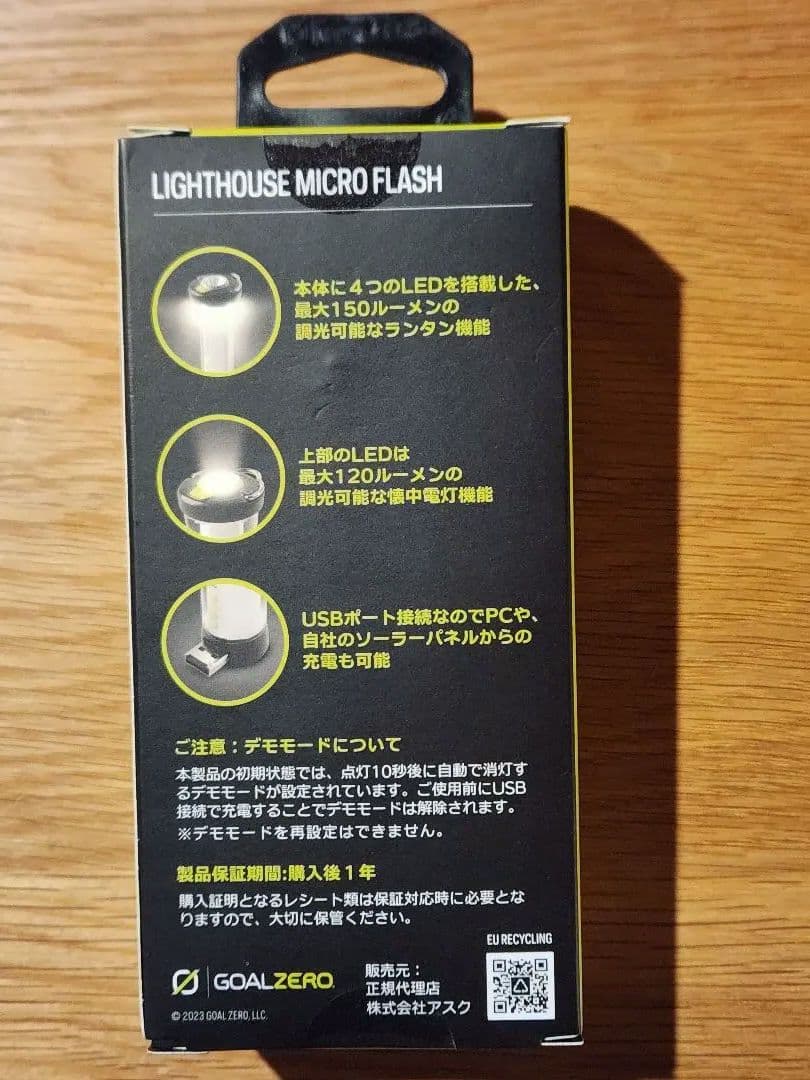 LIGHTHOUSE MICRO FLASH
本体に4つのLEDを搭載した、
最大150ルーメンの
調光可能なランタン機能
上部のLEDは
最大120ルーメンの
調光可能な懐中電灯機能
USBポート接続なのでPCや、
自社のソーラーパネルからの
充電も可能
ご注意：デモモードについて
本製品の初期状態では、点灯10秒後に自動で消灯す
るデモモードが設定されています。ご使用前にUSB
接続で充電することでデモモードは解除されます。
※デモモードを再設定はできません。
製品保証期間:購入後1年
購入証明となるレシート類は保証対応時に必要とな
りますので、大切に保管ください。
EU RECYCLING
GOALZERO.
販売元：
正規代理店
株式会社アスク
© 2023 GOAL ZERO, LLC.